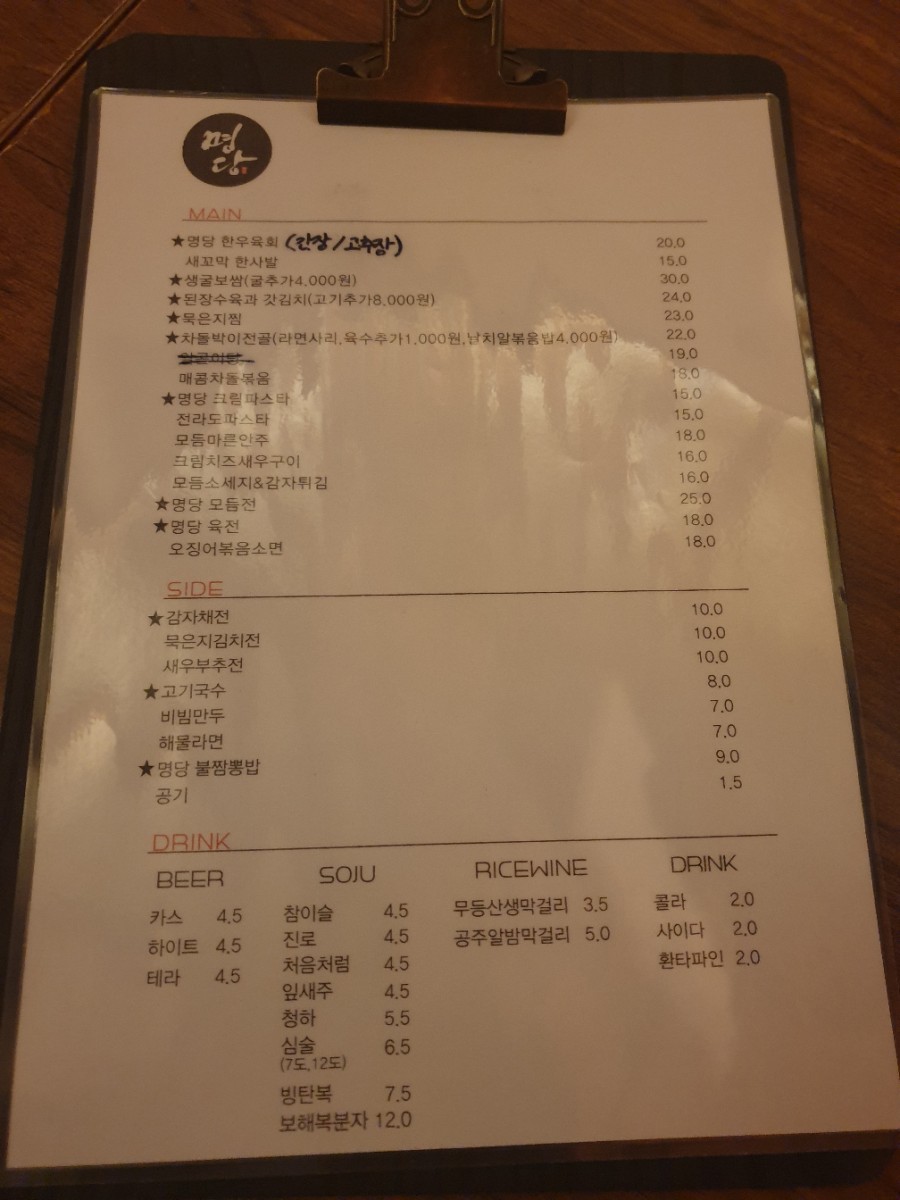 명당
MAIN
★명당 한우육회 (간장/고추장) 20.0
새꼬막 한사발 15.0
★생굴보쌈(굴추가4,000원) 30.0
★된장수육과 갓김치(고기추가8,000원) 24.0
★묵은지찜 23.0
★차돌박이전골(라면사리,육수추가1,000원,날치알볶음밥4,000원) 22.0
19.0
매콤차돌볶음 18.0
★명당 크림파스타 15.0
전라도파스타 15.0
모듬마른안주 18.0
크림치즈새우구이 16.0
모듬소세지&감자튀김 16.0
★명당 모듬전 25.0
★명당 육전 18.0
오징어볶음소면 18.0
SIDE
★감자채전 10.0
묵은지김치전 10.0
새우부추전 10.0
★고기국수 8.0
비빔만두 7.0
해물라면 7.0
★명당 불짬뽕밥 9.0
공기 1.5
DRINK
BEER
카스 4.5
하이트 4.5
테라 4.5
SOJU
참이슬 4.5
진로 4.5
처음처럼 4.5
잎새주 4.5
청하 5.5
심술 6.5
(7도,12도)
빙탄복 7.5
보해복분자 12.0
RICEWINE
무등산생막걸리 3.5
공주알밤막걸리 5.0
DRINK
콜라 2.0
사이다 2.0
환타파인 2.0